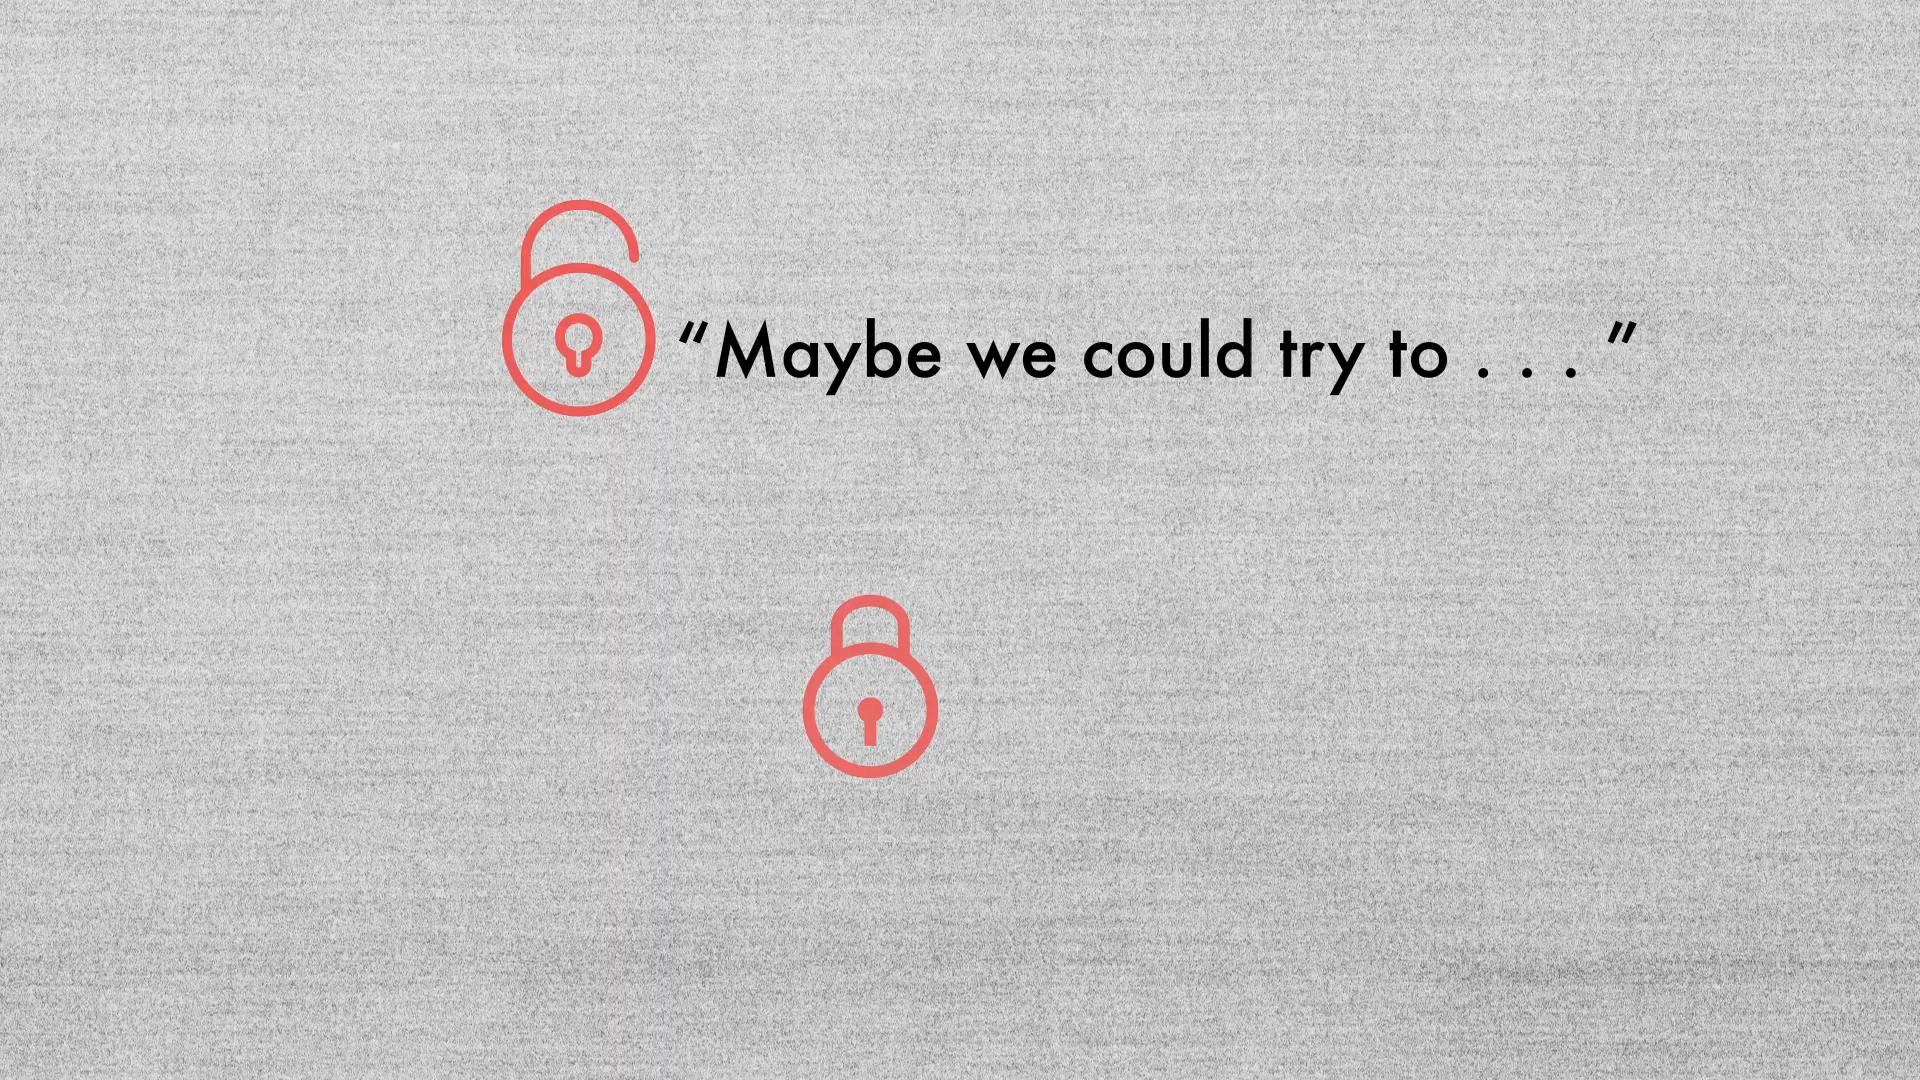 “Maybe we could try to . . . ”